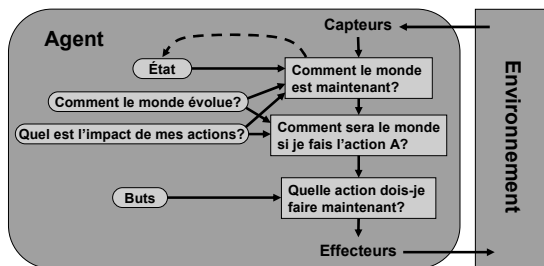 Agent
Capteurs
État
Comment le monde
est maintenant?
Comment le monde évolue?
Quel est l'impact de mes actions?
Comment sera le monde
si je fais l'action A?
Buts
Quelle action dois-je
faire maintenant?
Effecteurs
Environnement